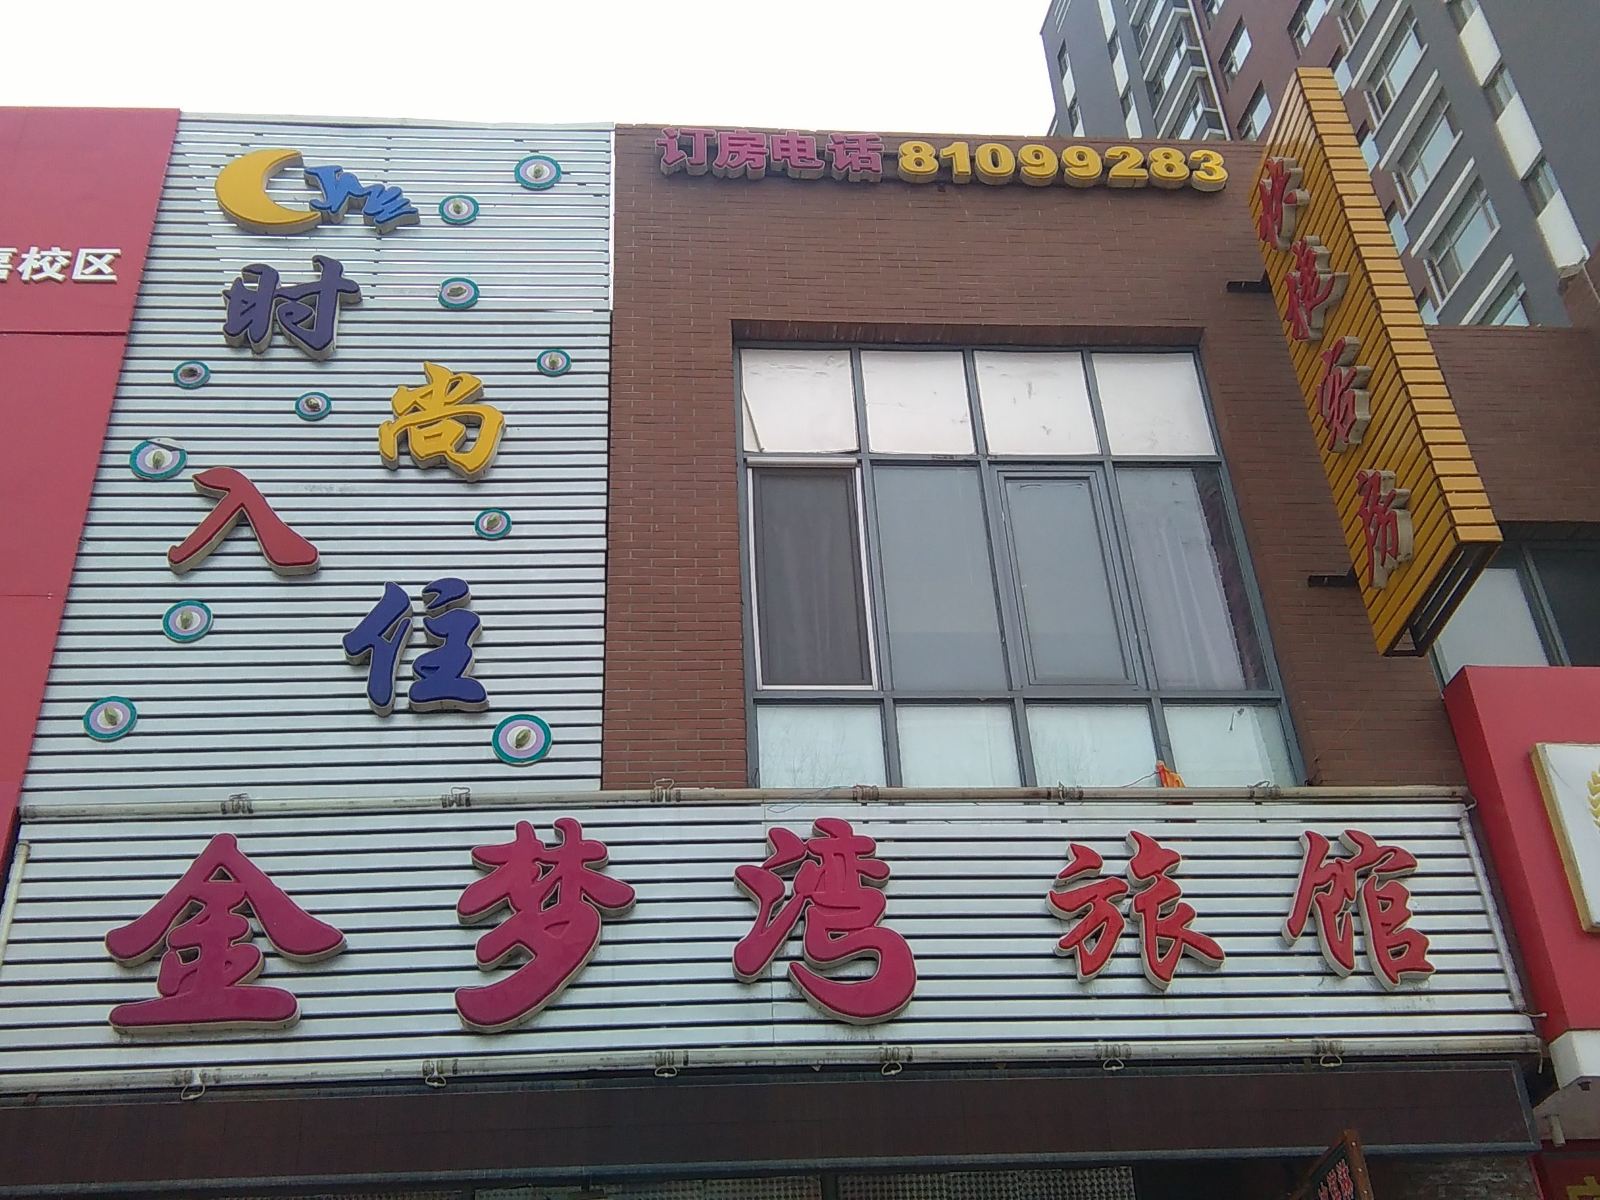 订房电话 81099283
校区
时尚入住
金梦湾旅馆